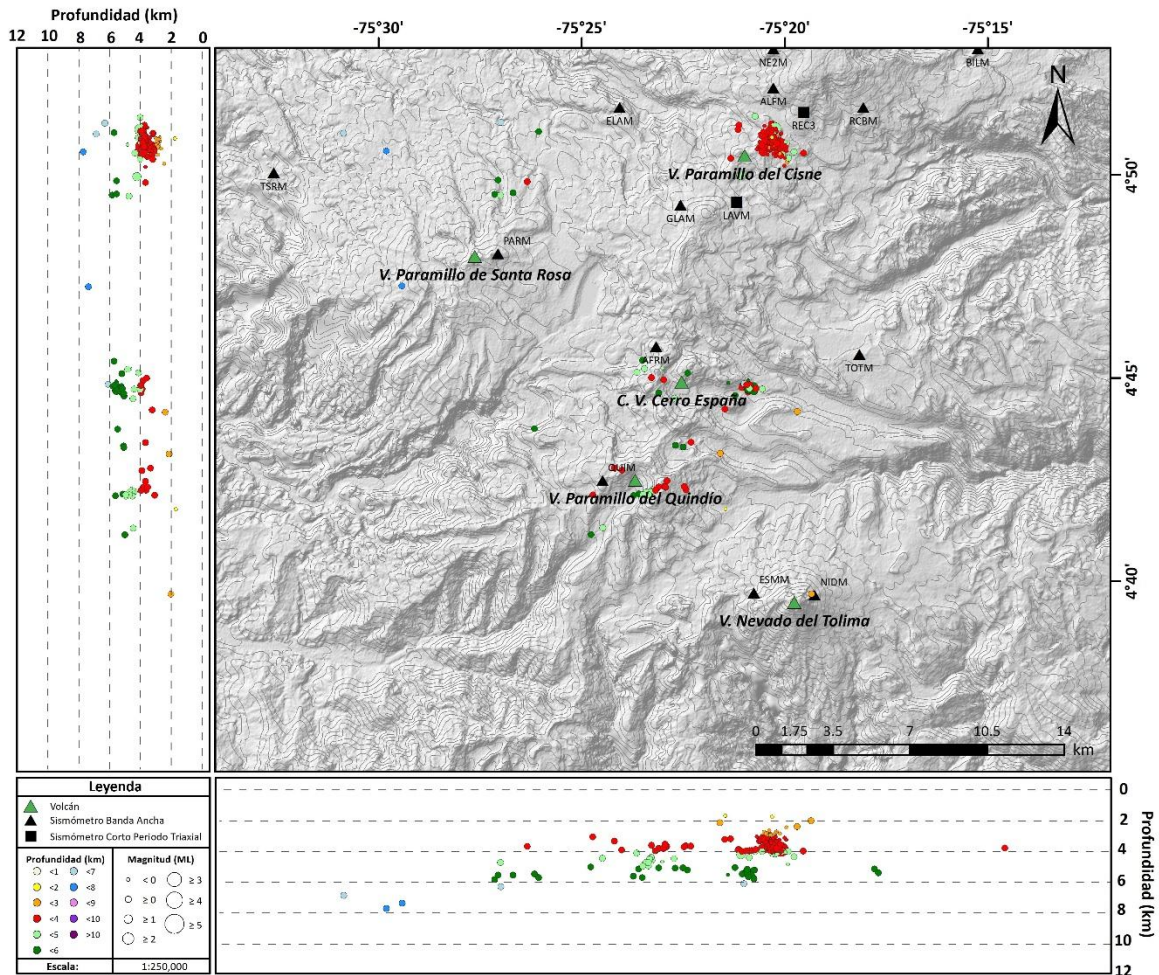 Profundidad (km)
12 10 8 6 4 2 0
-75°30' -75°25' -75°20' -75°15'
NE2M BILM
ALFM
ELAM REC3 RCBM
N
4°50'
TSRM
V. Paramillo del Cisne
GLAM LAVM
PARM
V. Paramillo de Santa Rosa
AFRM TOTM
4°45'
C. V. Cerro España
QUIM
V. Paramillo del Quindío
4°40'
ESMM NIDM
V. Nevado del Tolima
0 1.75 3.5 7 10.5 14
km
Leyenda
Volcán
Sismómetro Banda Ancha
Sismómetro Corto Periodo Triaxial
Profundidad (km) Magnitud (ML)
<1 <7 < 0 ≥ 3
<2 <8 ≥ 0 ≥ 4
<3 <9 ≥ 1 ≥ 5
<4 <10 ≥ 2
<5 >10
<6
Escala: 1:250,000
0
2
4
6
8
10
12
Profundidad (km)